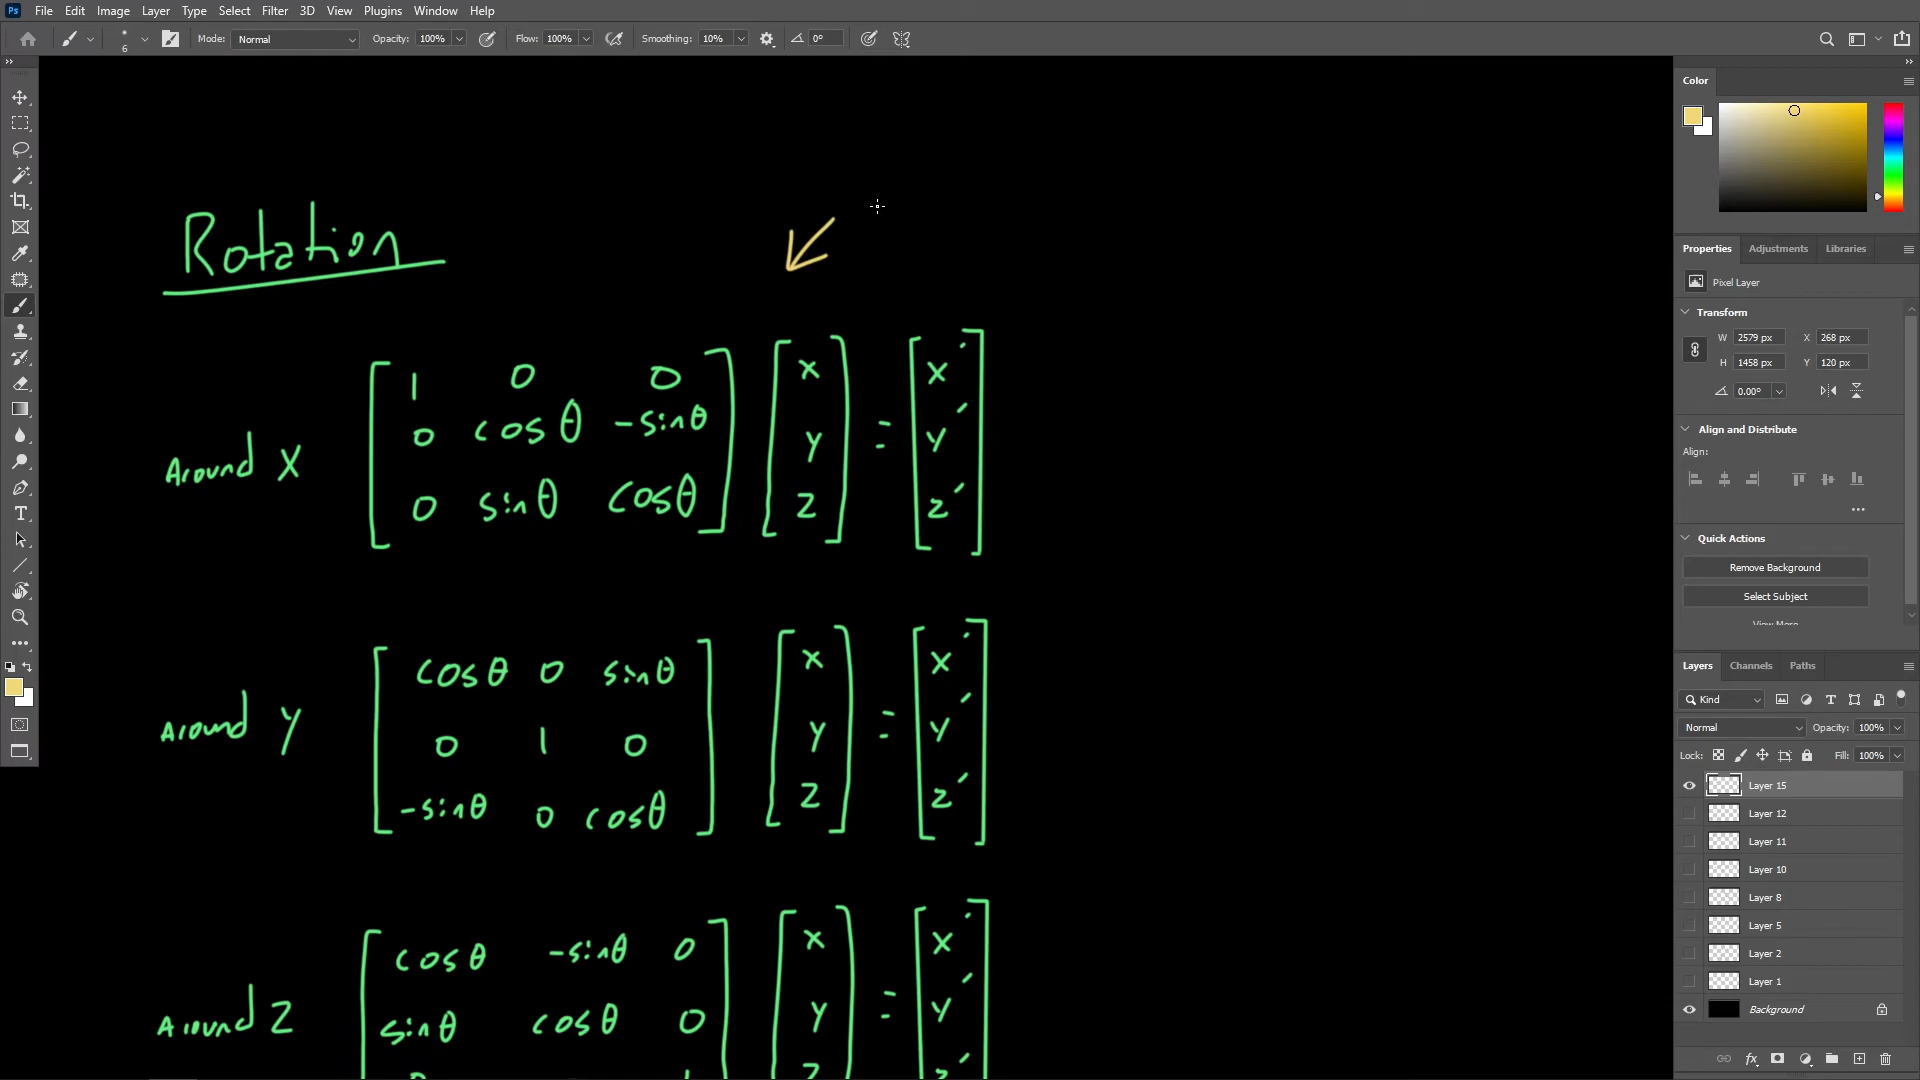 Ps File Edit Image Layer Type Select Filter 3D View Plugins Window Help
6 Mode: Normal Opacity: 100% Flow: 100% Smoothing: 10% 0°
Rotation
Around X
1 0 0
0 cos θ -sin θ
0 sin θ cos θ
x
y
z
=
x′
y′
z′
Around Y
cos θ 0 sin θ
0 1 0
-sin θ 0 cos θ
x
y
z
=
x′
y′
z′
Around Z
cos θ -sin θ 0
sin θ cos θ 0
x
y
z
=
x′
y′
z′
Color
Properties Adjustments Libraries
Pixel Layer
Transform
W 2579 px X 268 px
H 1458 px Y 120 px
0.00°
Align and Distribute
Align:
Quick Actions
Remove Background
Select Subject
View More
Layers Channels Paths
Kind
Normal Opacity: 100%
Lock: Fill: 100%
Layer 15
Layer 12
Layer 11
Layer 10
Layer 8
Layer 5
Layer 2
Layer 1
Background